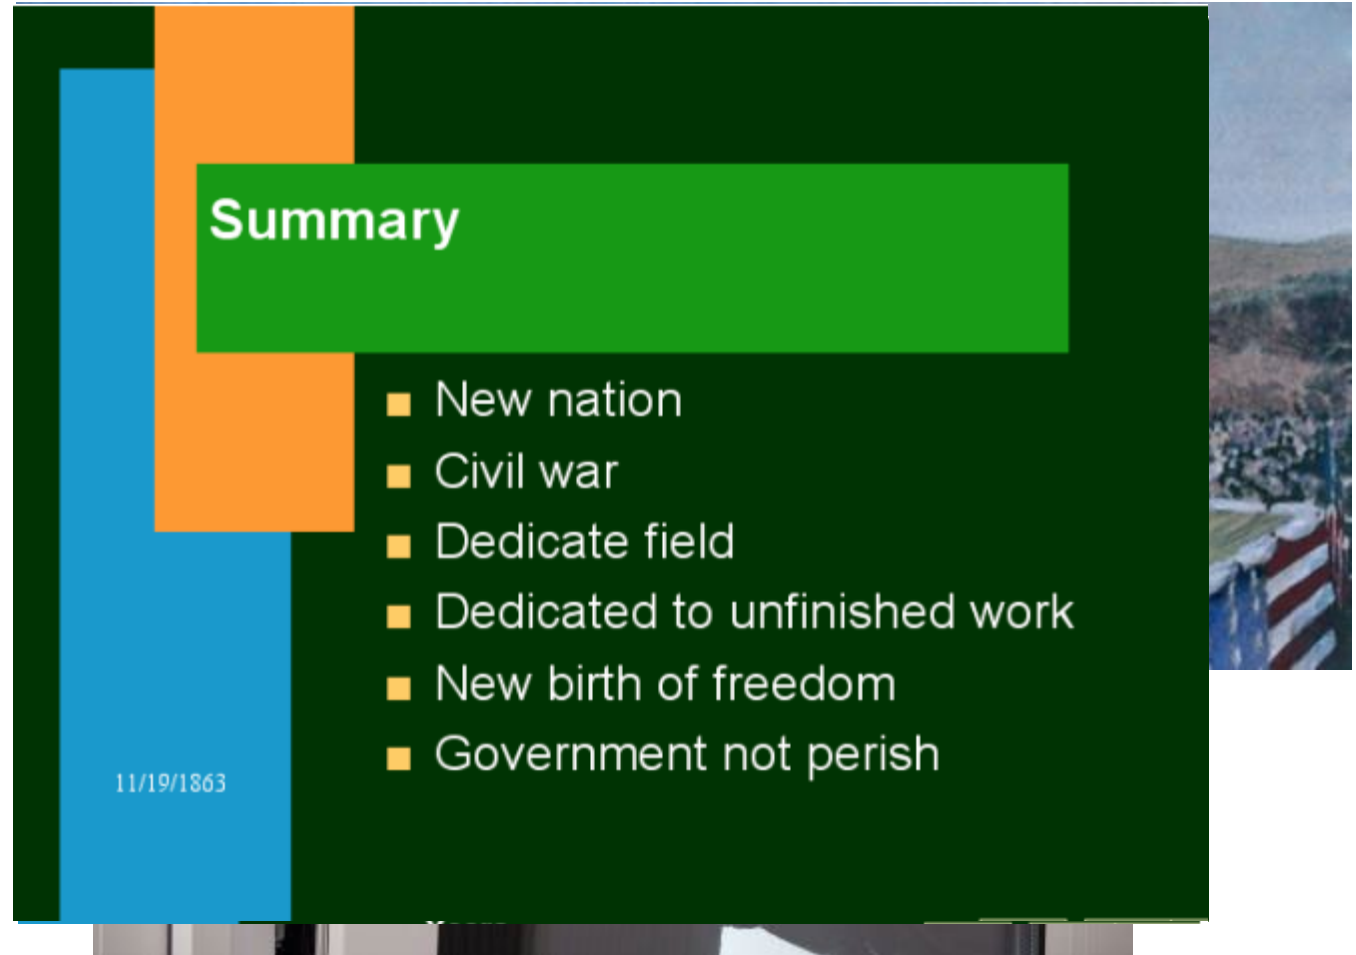 Summary
New nation
Civil war
Dedicate field
Dedicated to unfinished work
New birth of freedom
Government not perish
11/19/1863